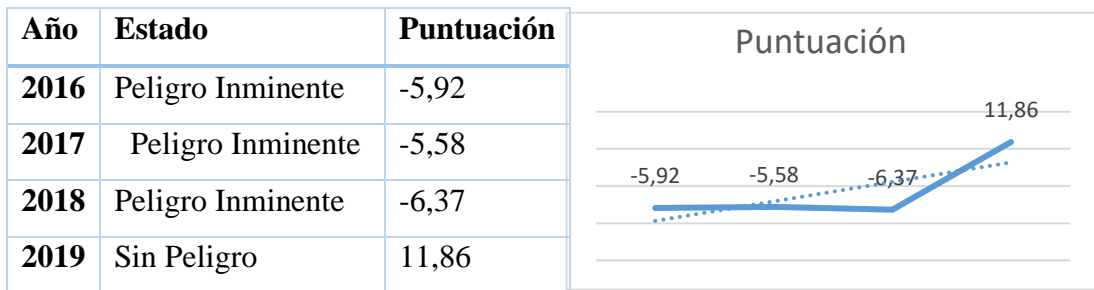 Año Estado Puntuación
2016 Peligro Inminente -5,92
2017 Peligro Inminente -5,58
2018 Peligro Inminente -6,37
2019 Sin Peligro 11,86
Puntuación
11,86
-5,92 -5,58 -6,37